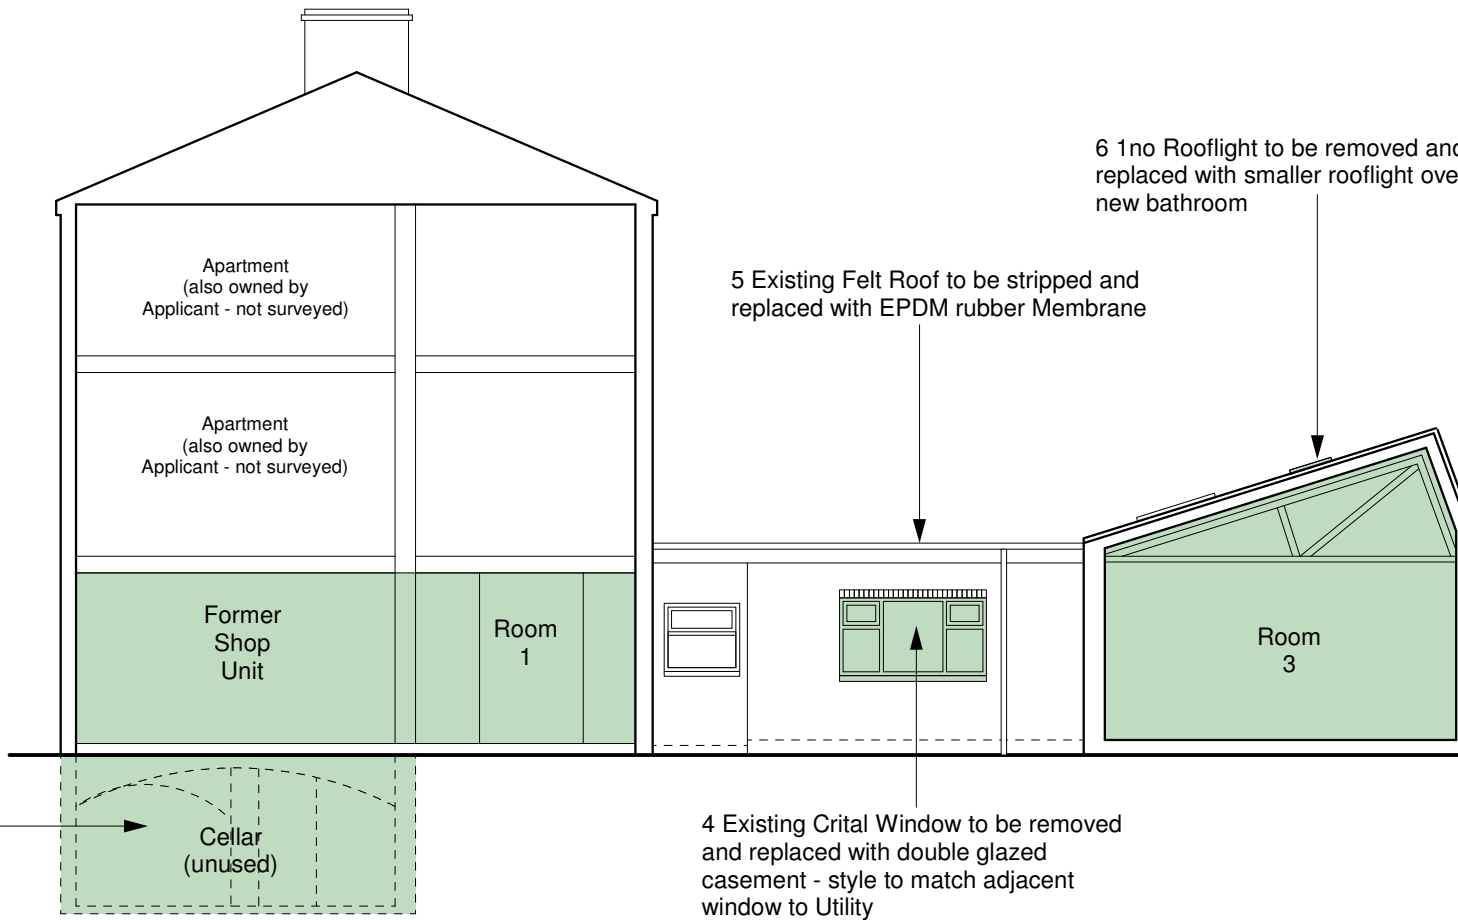 6 1no Rooflight to be removed and
replaced with smaller rooflight over
new bathroom
Apartment
(also owned by
Applicant - not surveyed)
5 Existing Felt Roof to be stripped and
replaced with EPDM rubber Membrane
Apartment
(also owned by
Applicant - not surveyed)
Former
Shop
Unit
Room
1
Room
3
Cellar
(unused)
4 Existing Crital Window to be removed
and replaced with double glazed
casement - style to match adjacent
window to Utility